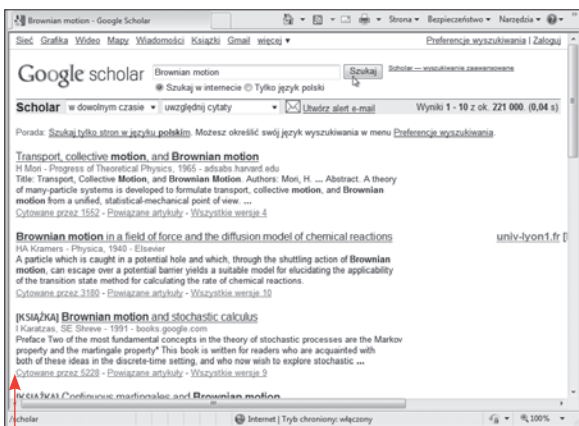 Brownian motion - Google Scholar
Strona Bezpieczeństwo Narzędzia
Sieć Grafika Wideo Mapy Wiadomości Książki Gmail więcej ▼ Preferencje wyszukiwania | Zaloguj
Google scholar Brownian motion Szukaj Scholar — wyszukiwanie zaawansowane
Szukaj w internecie Tylko język polski
Scholar w dowolnym czasie uwzględnij cytaty Utwórz alert e-mail Wyniki 1 - 10 z ok. 221 000. (0,04 s)
Porada: Szukaj tylko stron w języku polskim. Możesz określić swój język wyszukiwania w menu Preferencje wyszukiwania.
Transport, collective motion, and Brownian motion
H Mori - Progress of Theoretical Physics, 1965 - adsabs.harvard.edu
Title: Transport, Collective Motion, and Brownian Motion. Authors: Mori, H. ... Abstract. A theory
of many-particle systems is developed to formulate transport, collective motion, and Brownian
motion from a unified, statistical-mechanical point of view. ...
Cytowane przez 1552 - Powiązane artykuły - Wszystkie wersje 4
Brownian motion in a field of force and the diffusion model of chemical reactions univ-lyon1.fr [
HA Kramers - Physica, 1940 - Elsevier
A particle which is caught in a potential hole and which, through the shuttling action of Brownian
motion, can escape over a potential barrier yields a suitable model for elucidating the applicability
of the transition state method for calculating the rate of chemical reactions.
Cytowane przez 3180 - Powiązane artykuły - Wszystkie wersje 10
[KSIĄŻKA] Brownian motion and stochastic calculus
I Karatzas, SE Shreve - 1991 - books.google.com
Preface Two of the most fundamental concepts in the theory of stochastic processes are the Markov
property and the martingale property* This book is written for readers who are acquainted with
both of these ideas in the discrete-time setting, and who now wish to explore stochastic ...
Cytowane przez 5228 - Powiązane artykuły - Wszystkie wersje 9
[KSIĄŻKA] Continuous martingales and Brownian motion
/scholar Internet | Tryb chroniony: włączony 100%